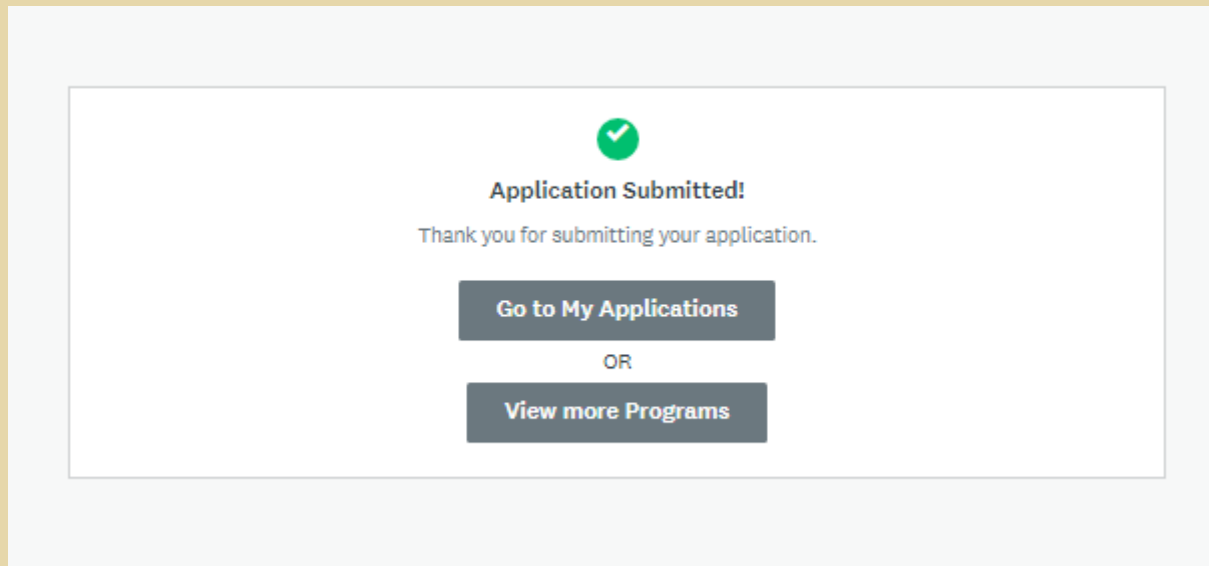 Application Submitted!
Thank you for submitting your application.
Go to My Applications
OR
View more Programs